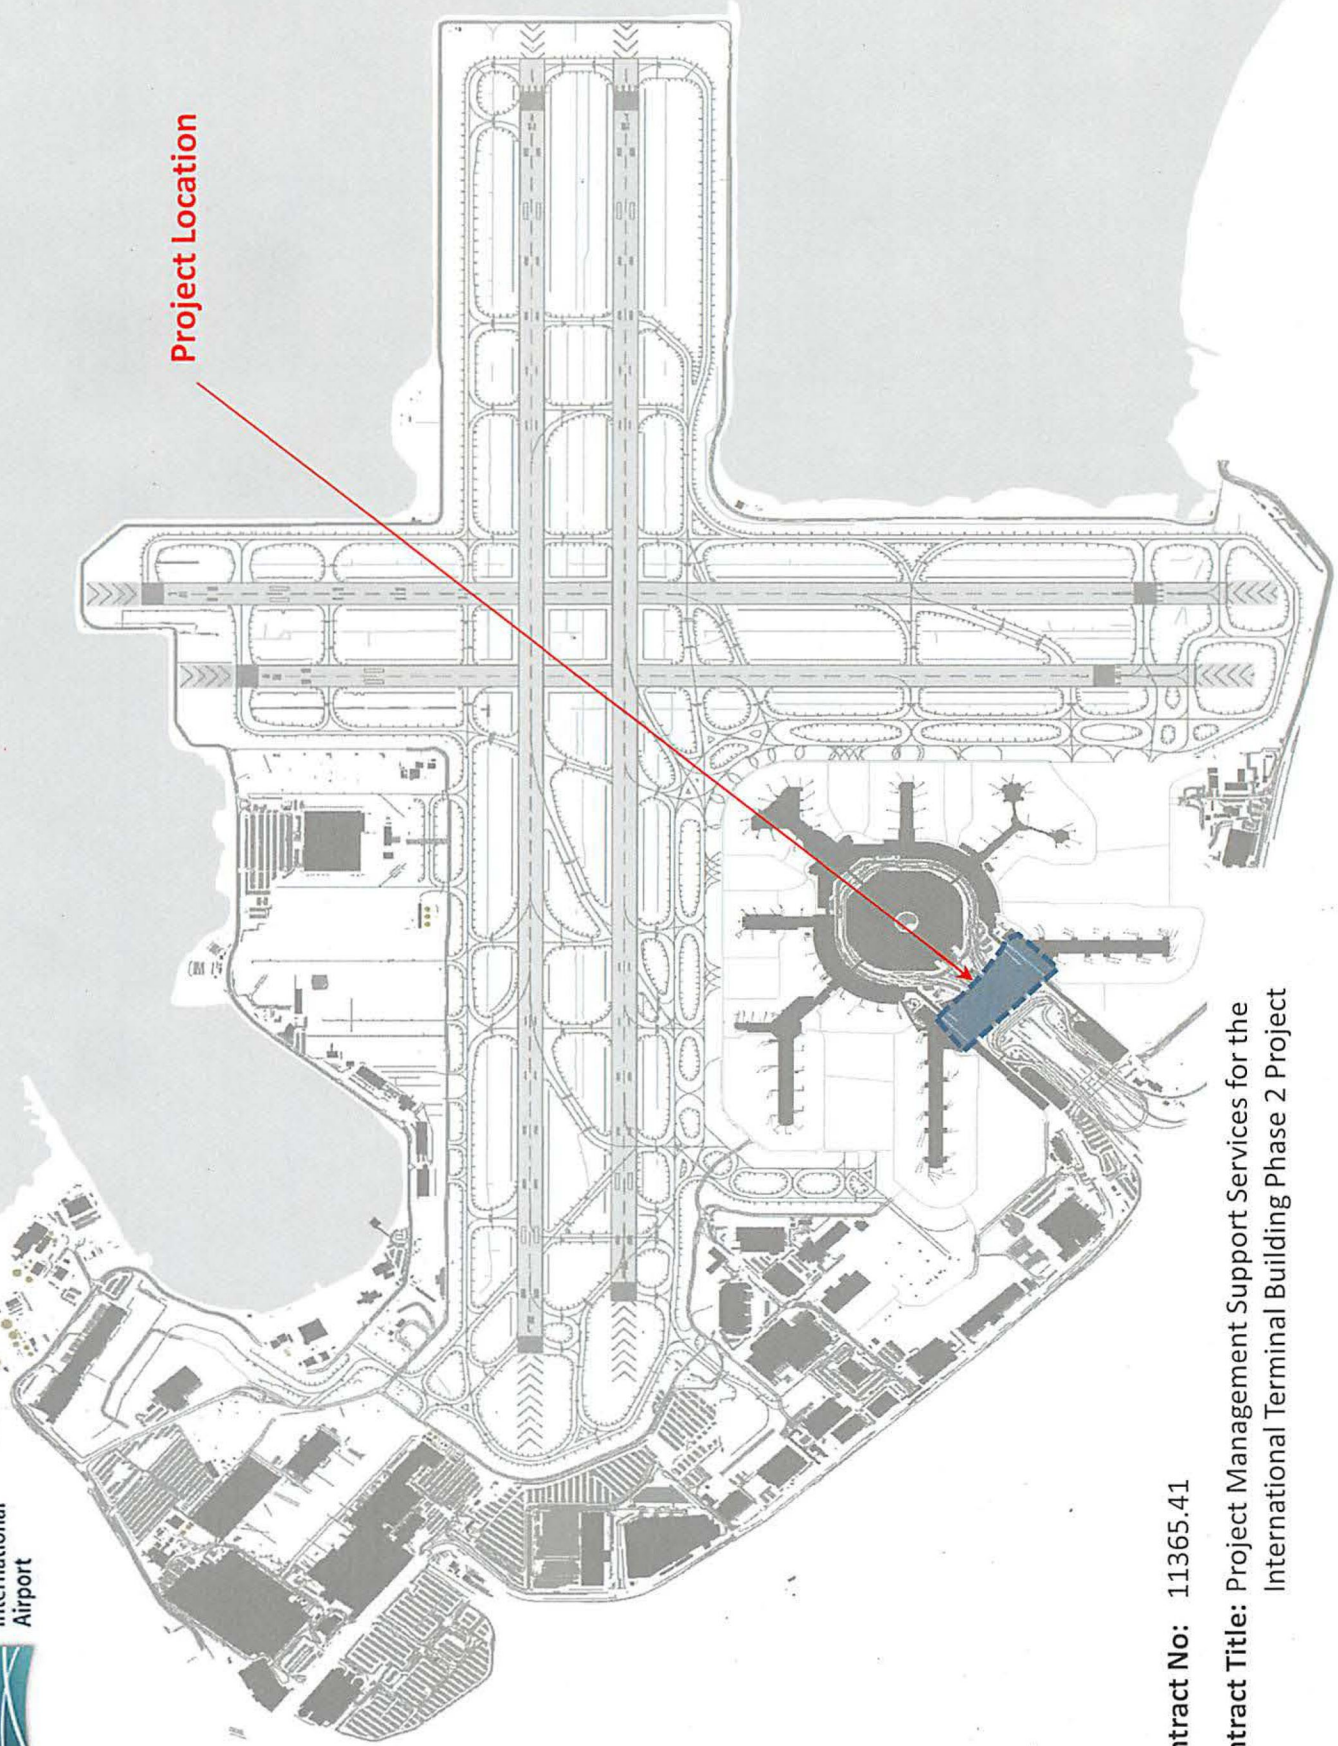 Airport
Project Location
ntract No: 11365.41
ntract Title: Project Management Support Services for the
International Terminal Building Phase 2 Project